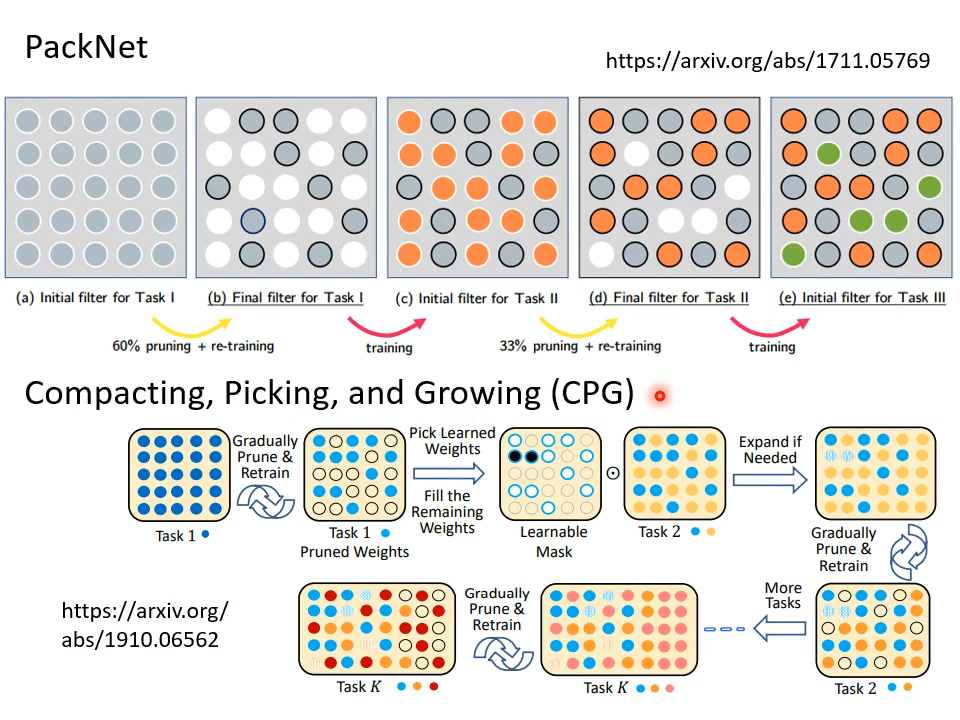 PackNet
https://arxiv.org/abs/1711.05769
(a) Initial filter for Task I
(b) Final filter for Task I
(c) Initial filter for Task II
(d) Final filter for Task II
(e) Initial filter for Task III
60% pruning + re-training
training
33% pruning + re-training
training
Compacting, Picking, and Growing (CPG)
Gradually
Prune &
Retrain
Pick Learned
Weights
Fill the
Remaining
Weights
Expand if
Needed
Task 1
Task 1
Pruned Weights
Learnable
Mask
⊙
Task 2
Gradually
Prune &
Retrain
https://arxiv.org/
abs/1910.06562
Gradually
Prune &
Retrain
More
Tasks
Task K
Task K
Task 2